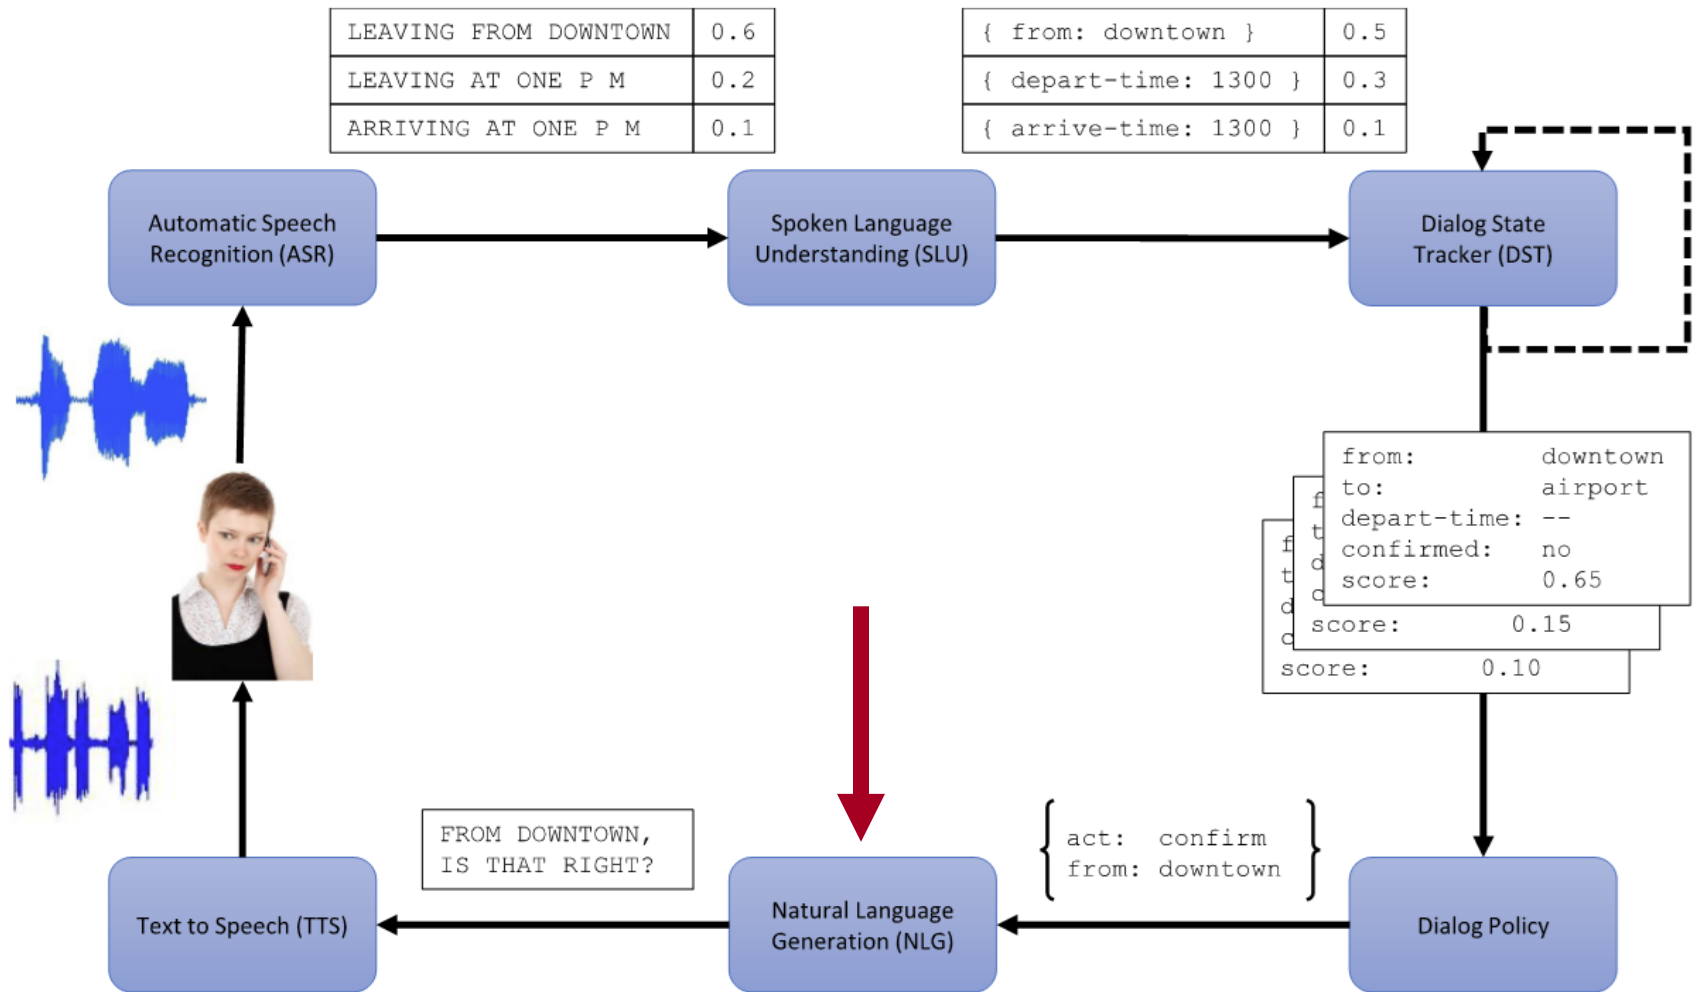 LEAVING FROM DOWNTOWN 0.6
LEAVING AT ONE P M 0.2
ARRIVING AT ONE P M 0.1
{ from: downtown } 0.5
{ depart-time: 1300 } 0.3
{ arrive-time: 1300 } 0.1
Automatic Speech
Recognition (ASR)
Spoken Language
Understanding (SLU)
Dialog State
Tracker (DST)
from: downtown
to: airport
depart-time: --
confirmed: no
score: 0.65
f
t
d
c
score: 0.15
f
t
d
c
score: 0.10
act: confirm
from: downtown
FROM DOWNTOWN,
IS THAT RIGHT?
Text to Speech (TTS)
Natural Language
Generation (NLG)
Dialog Policy